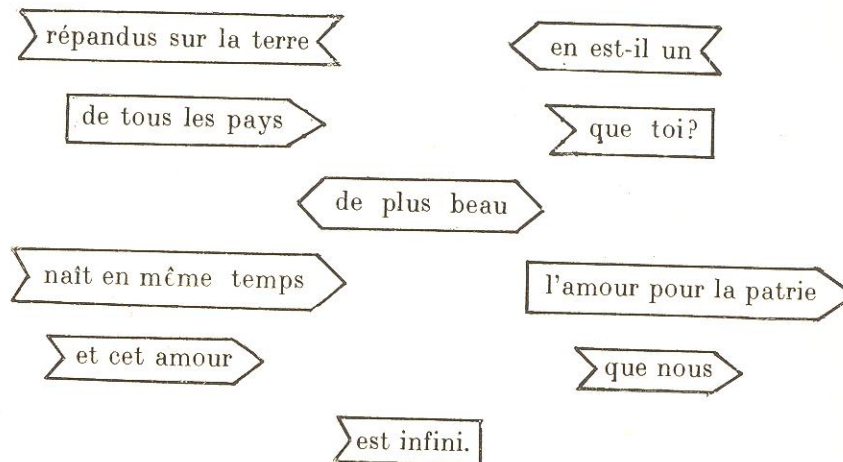 répandus sur la terre
en est-il un
de tous les pays
que toi?
de plus beau
naît en même temps
l'amour pour la patrie
et cet amour
que nous
est infini.